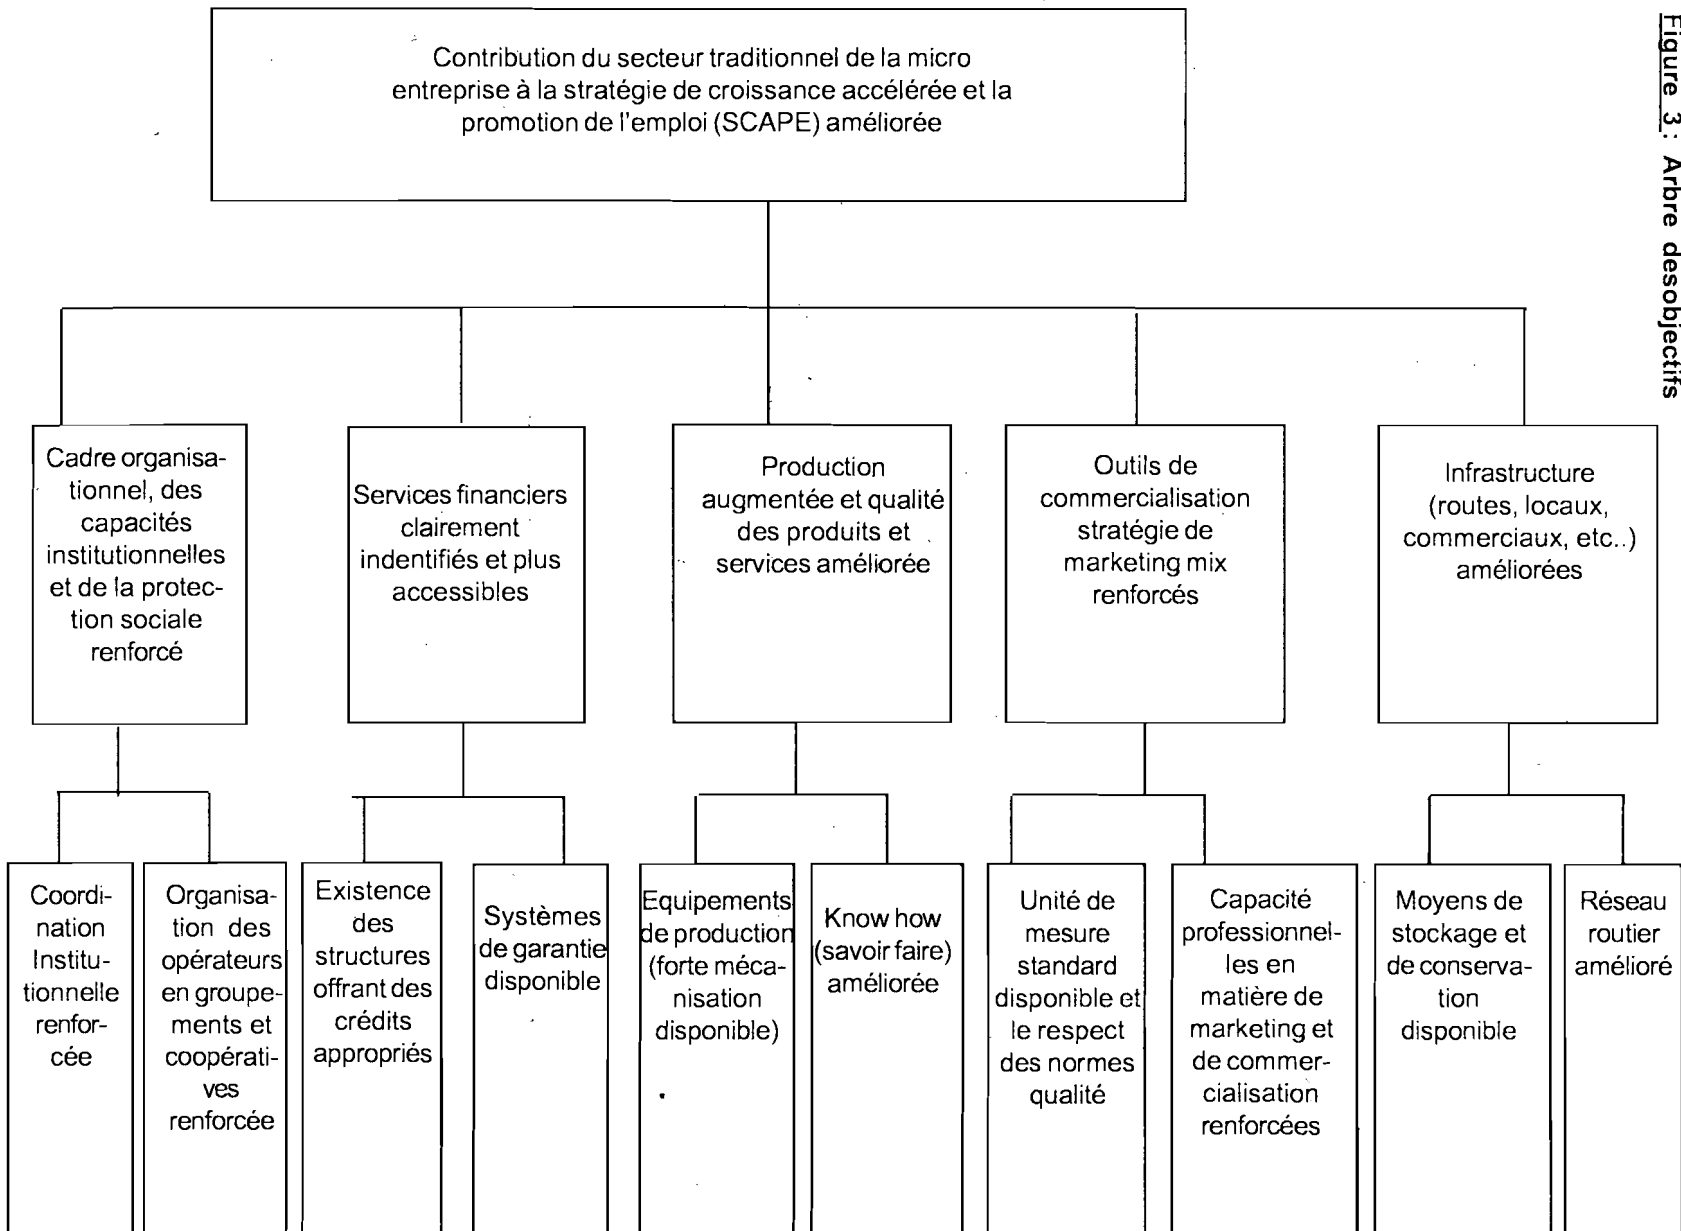 Figure 3 : Arbre desobjectifs
Contribution du secteur traditionnel de la micro
entreprise à la stratégie de croissance accélérée et la
promotion de l'emploi (SCAPE) améliorée
Cadre organisa-
tionnel, des
capacités
institutionnelles
et de la protec-
tion sociale
renforcé
Services financiers
clairement
indentifiés et plus
accessibles
Production
augmentée et qualité
des produits et
services améliorée
Outils de
commercialisation
stratégie de
marketing mix
renforcés
Infrastructure
(routes, locaux,
commerciaux, etc..)
améliorées
Coordi-
nation
Institu-
tionnelle
renfor-
cée
Organisa-
tion des
opérateurs
en groupe-
ments et
coopérati-
ves
renforcée
Existence
des
structures
offrant des
crédits
appropriés
Systèmes
de garantie
disponible
Equipements
de production
(forte méca-
nisation
disponible)
Know how
(savoir faire)
améliorée
Unité de
mesure
standard
disponible et
le respect
des normes
qualité
Capacité
professionnel-
les en
matière de
marketing et
de commer-
cialisation
renforcées
Moyens de
stockage et
de conserva-
tion
disponible
Réseau
routier
amélioré